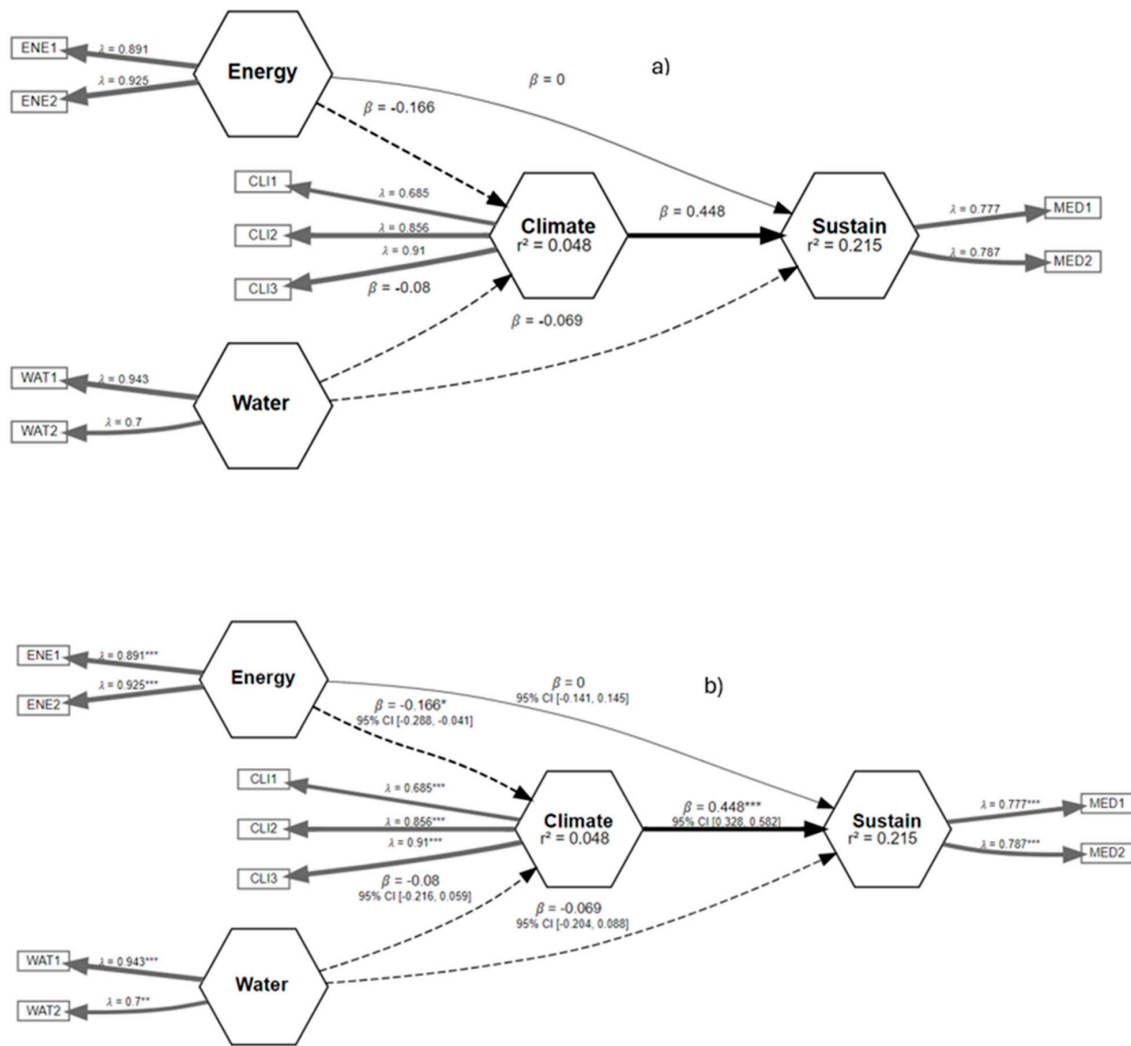 ENE1
λ = 0.891
ENE2
λ = 0.925
Energy
a)
β = 0
β = -0.166
CLI1
λ = 0.685
CLI2
λ = 0.856
CLI3
λ = 0.91
Climate
r² = 0.048
β = 0.448
Sustain
r² = 0.215
λ = 0.777
MED1
λ = 0.787
MED2
β = -0.08
β = -0.069
WAT1
λ = 0.943
WAT2
λ = 0.7
Water
ENE1
λ = 0.891***
ENE2
λ = 0.925***
Energy
b)
β = 0
95% CI [-0.141, 0.145]
β = -0.166*
95% CI [-0.288, -0.041]
CLI1
λ = 0.685***
CLI2
λ = 0.856***
CLI3
λ = 0.91***
Climate
r² = 0.048
β = 0.448***
95% CI [0.328, 0.582]
Sustain
r² = 0.215
λ = 0.777***
MED1
λ = 0.787***
MED2
β = -0.08
95% CI [-0.216, 0.059]
β = -0.069
95% CI [-0.204, 0.088]
WAT1
λ = 0.943***
WAT2
λ = 0.7**
Water